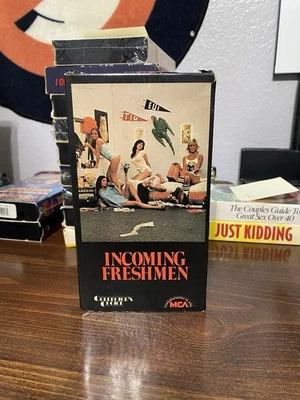 INCOMING
FRESHMEN
COLLECTOR'S
CHOICE
MCA
The Couples Guide To
Great Sex Over 40
JUST KIDDING